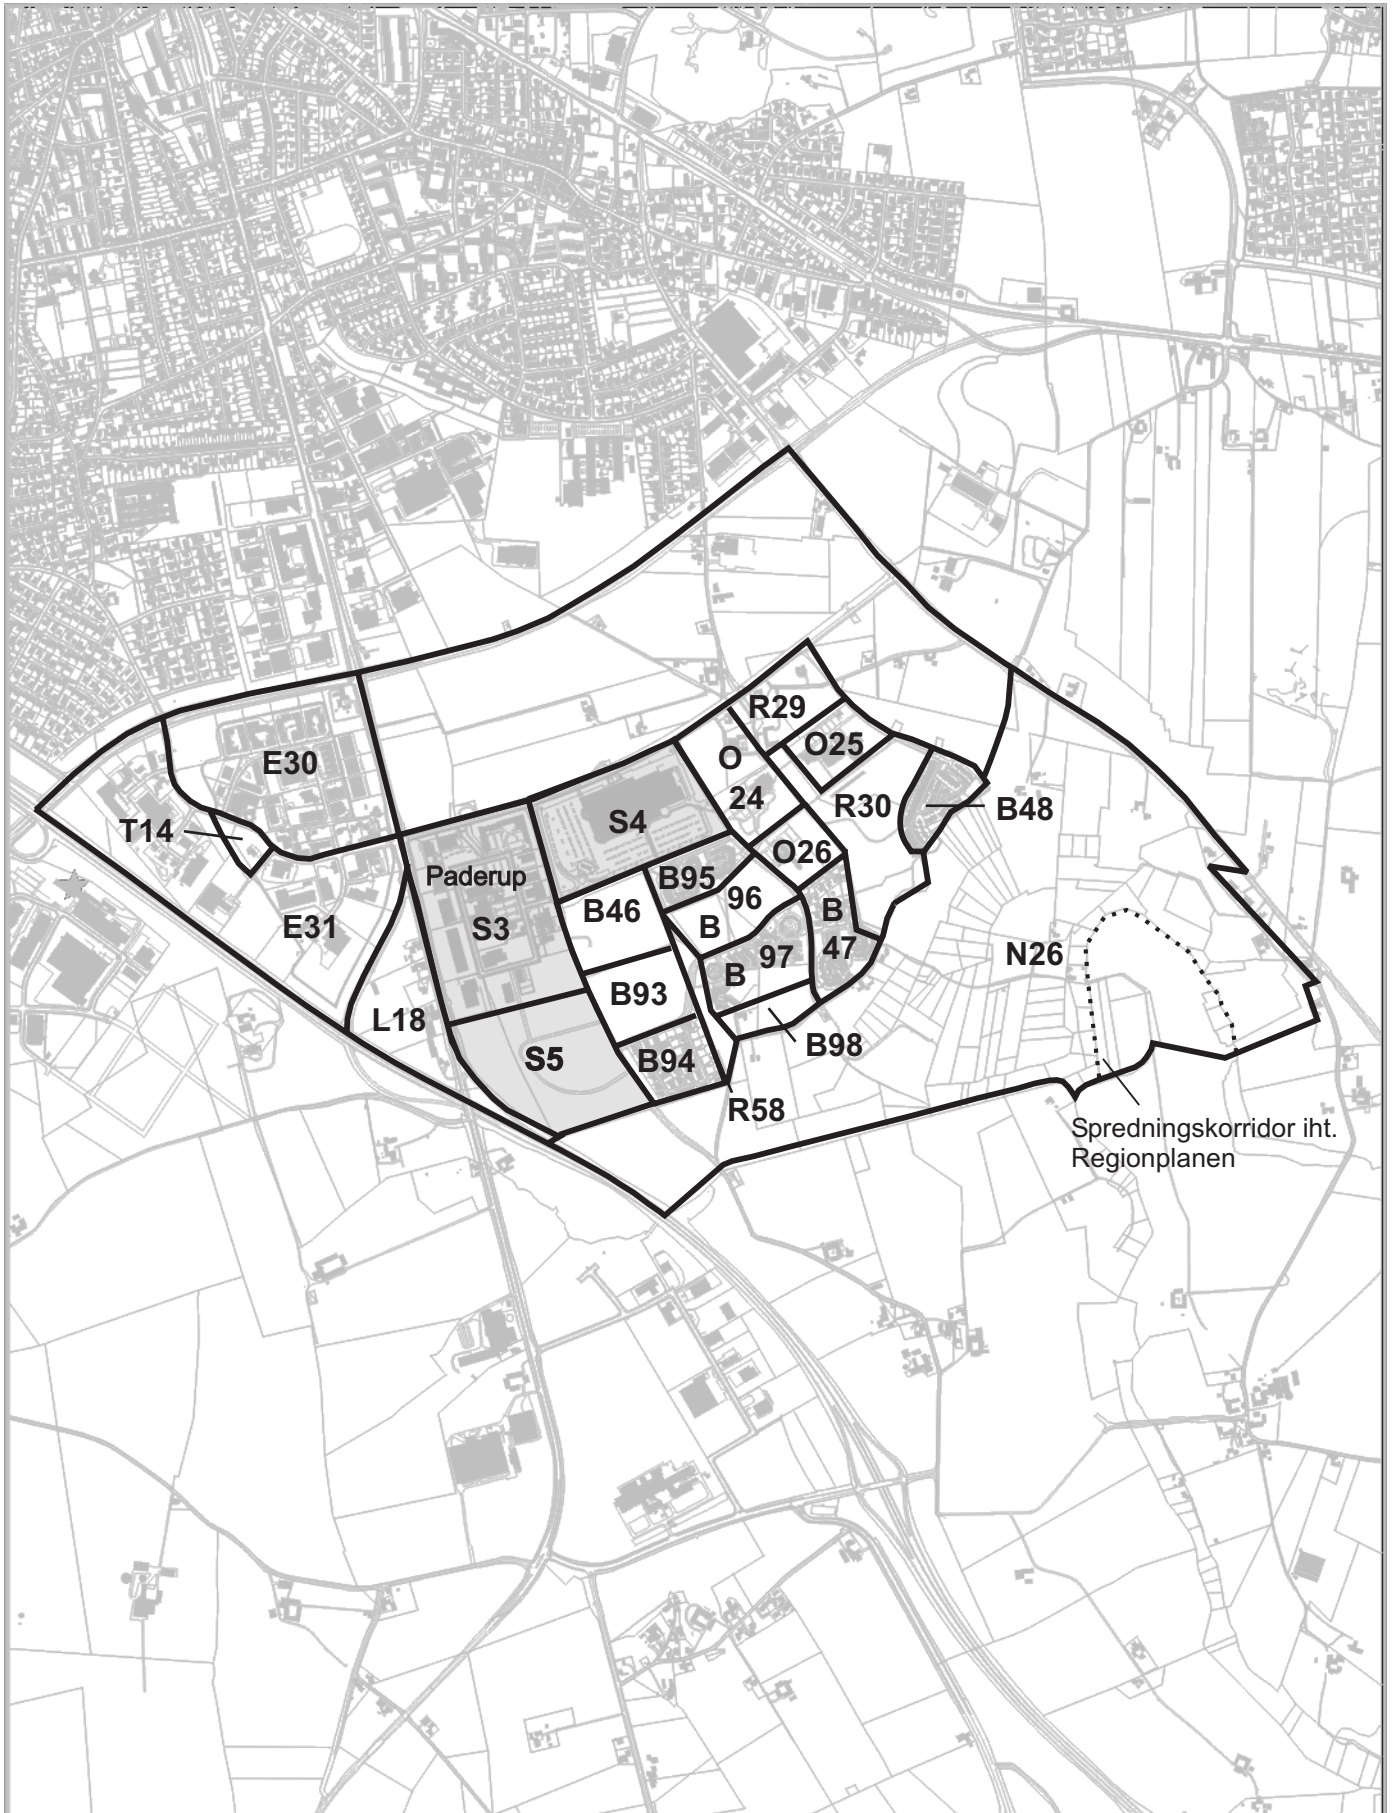 R29
O25
E30
O
24
R30
B48
S4
T14
O26
Paderup
B95
96
B46
B
S3
E31
B
47
97
N26
B
B93
L18
B98
S5
B94
R58
Spredningskorridor iht.
Regionplanen